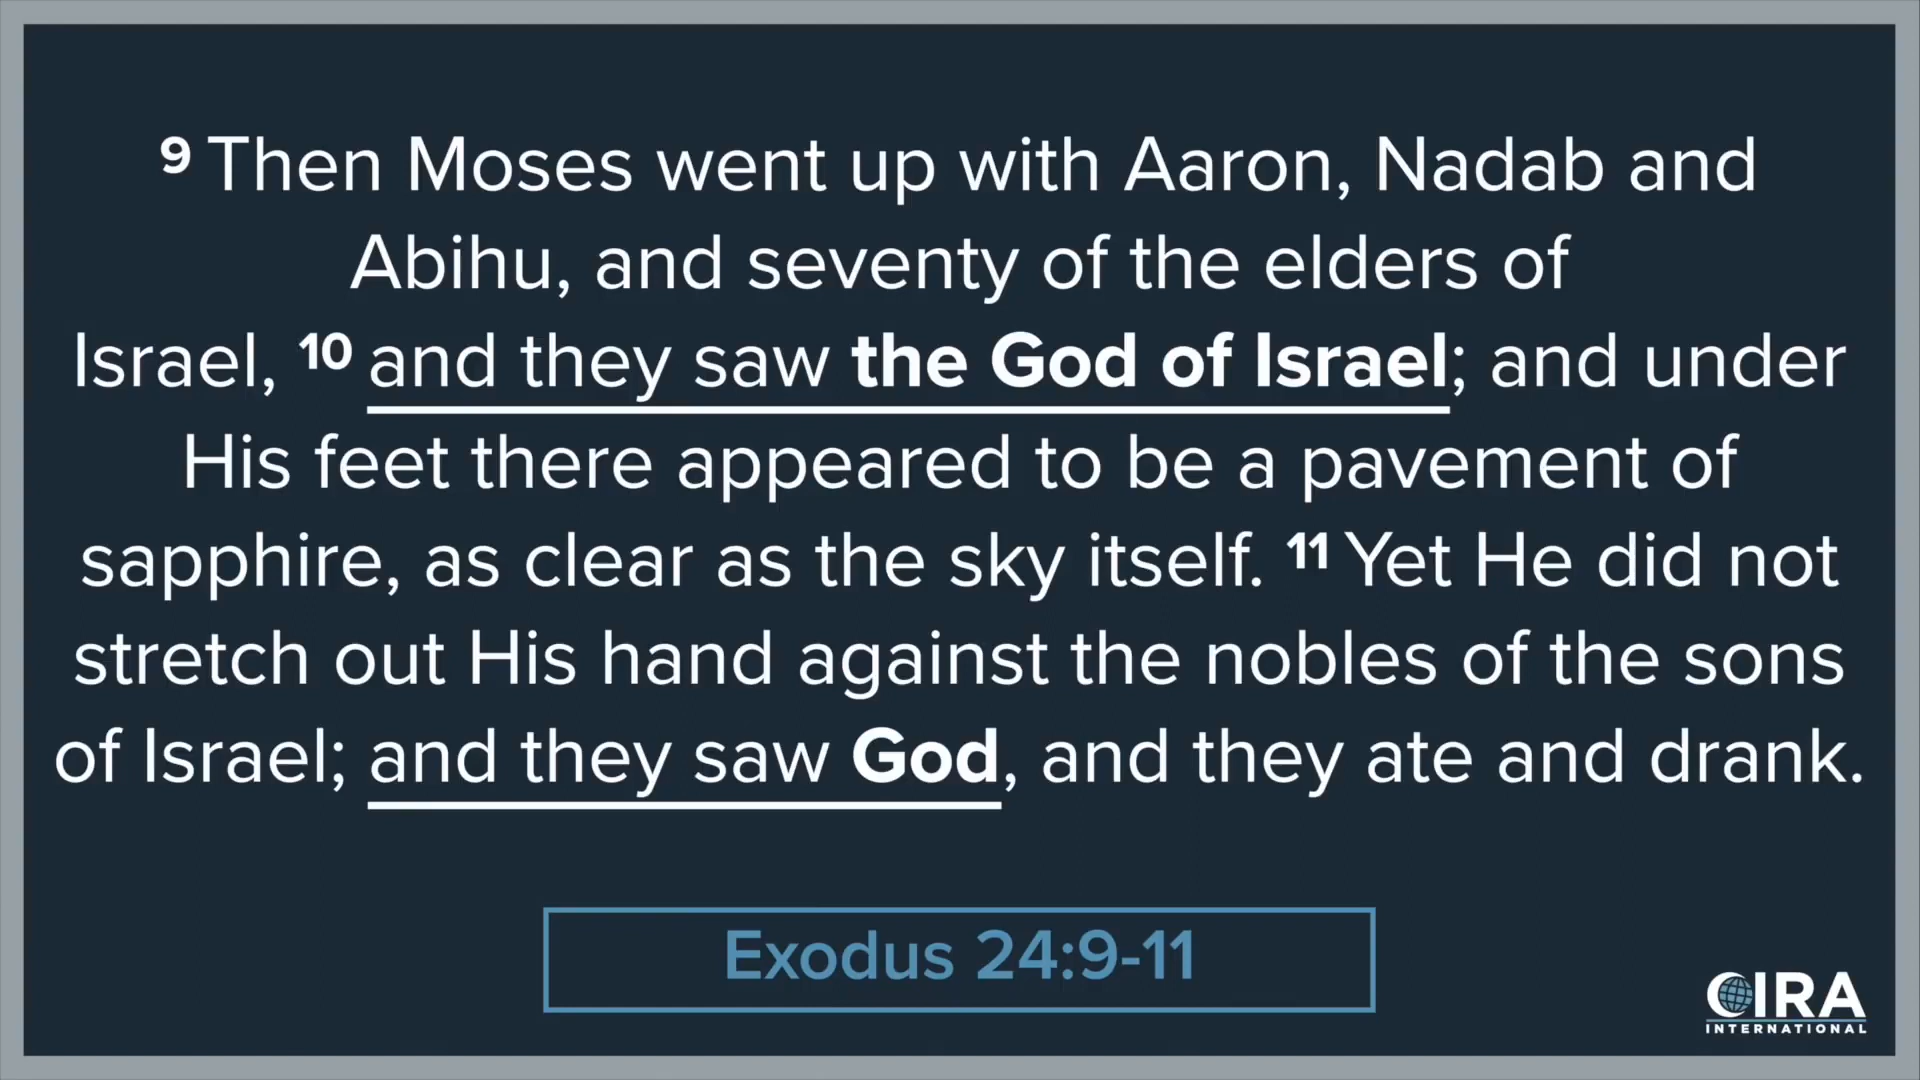 9 Then Moses went up with Aaron, Nadab and
Abihu, and seventy of the elders of
Israel, 10 and they saw the God of Israel; and under
His feet there appeared to be a pavement of
sapphire, as clear as the sky itself. 11 Yet He did not
stretch out His hand against the nobles of the sons
of Israel; and they saw God, and they ate and drank.
Exodus 24:9-11
CIRA
INTERNATIONAL